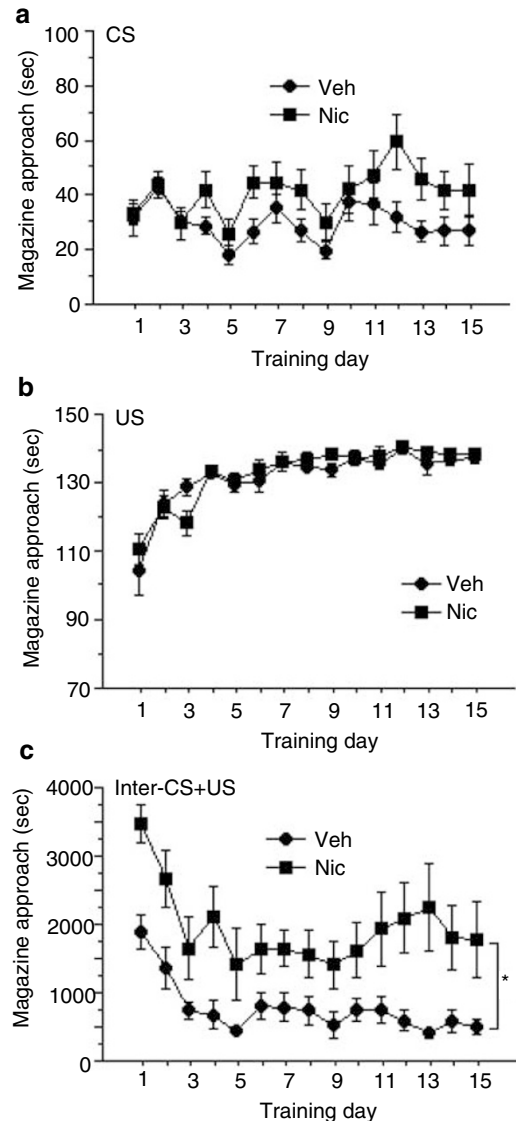 a
CS
Magazine approach (sec)
100
80
60
40
20
0
Veh
Nic
1 3 5 7 9 11 13 15
Training day
b
US
Magazine approach (sec)
150
130
110
90
70
Veh
Nic
1 3 5 7 9 11 13 15
Training day
c
Inter-CS+US
Magazine approach (sec)
4000
3000
2000
1000
0
Veh
Nic
*
1 3 5 7 9 11 13 15
Training day